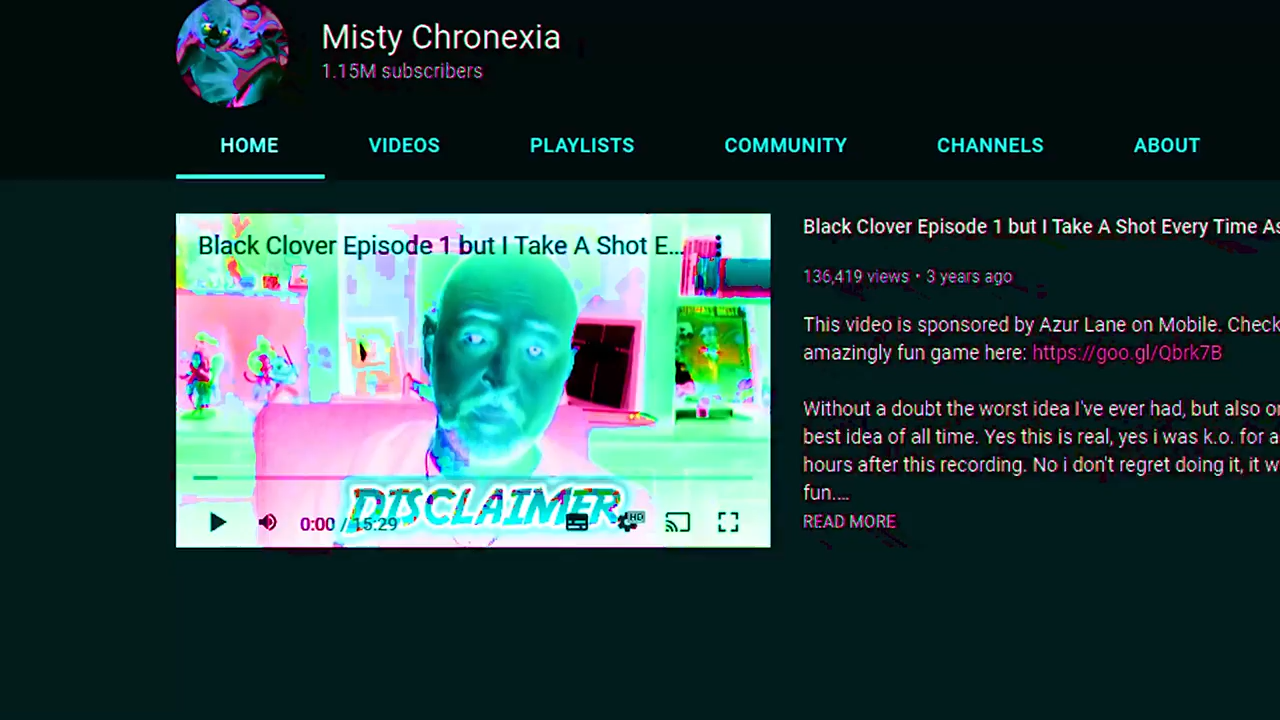 Misty Chronexia
1.15M subscribers
HOME VIDEOS PLAYLISTS COMMUNITY CHANNELS ABOUT
Black Clover Episode 1 but I Take A Shot E...
DISCLAIMER
0:00 / 15:29
HD
Black Clover Episode 1 but I Take A Shot Every Time As
136,419 views • 3 years ago
This video is sponsored by Azur Lane on Mobile. Check
amazingly fun game here: https://goo.gl/Qbrk7B
Without a doubt the worst idea I've ever had, but also or
best idea of all time. Yes this is real, yes i was k.o. for a
hours after this recording. No i don't regret doing it, it w
fun....
READ MORE